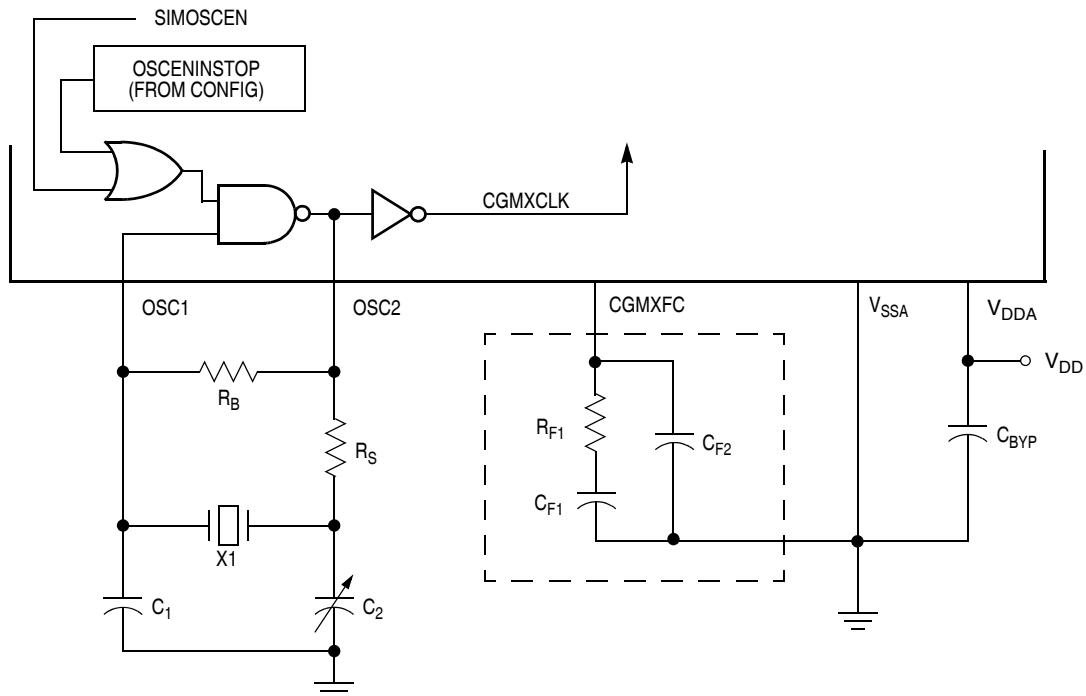 SIMOSCEN
OSCENINSTOP
(FROM CONFIG)
CGMXCLK
OSC1
OSC2
CGMXFC
VSSA
VDDA
VDD
RB
RS
RF1
CF2
CBYP
CF1
X1
C1
C2